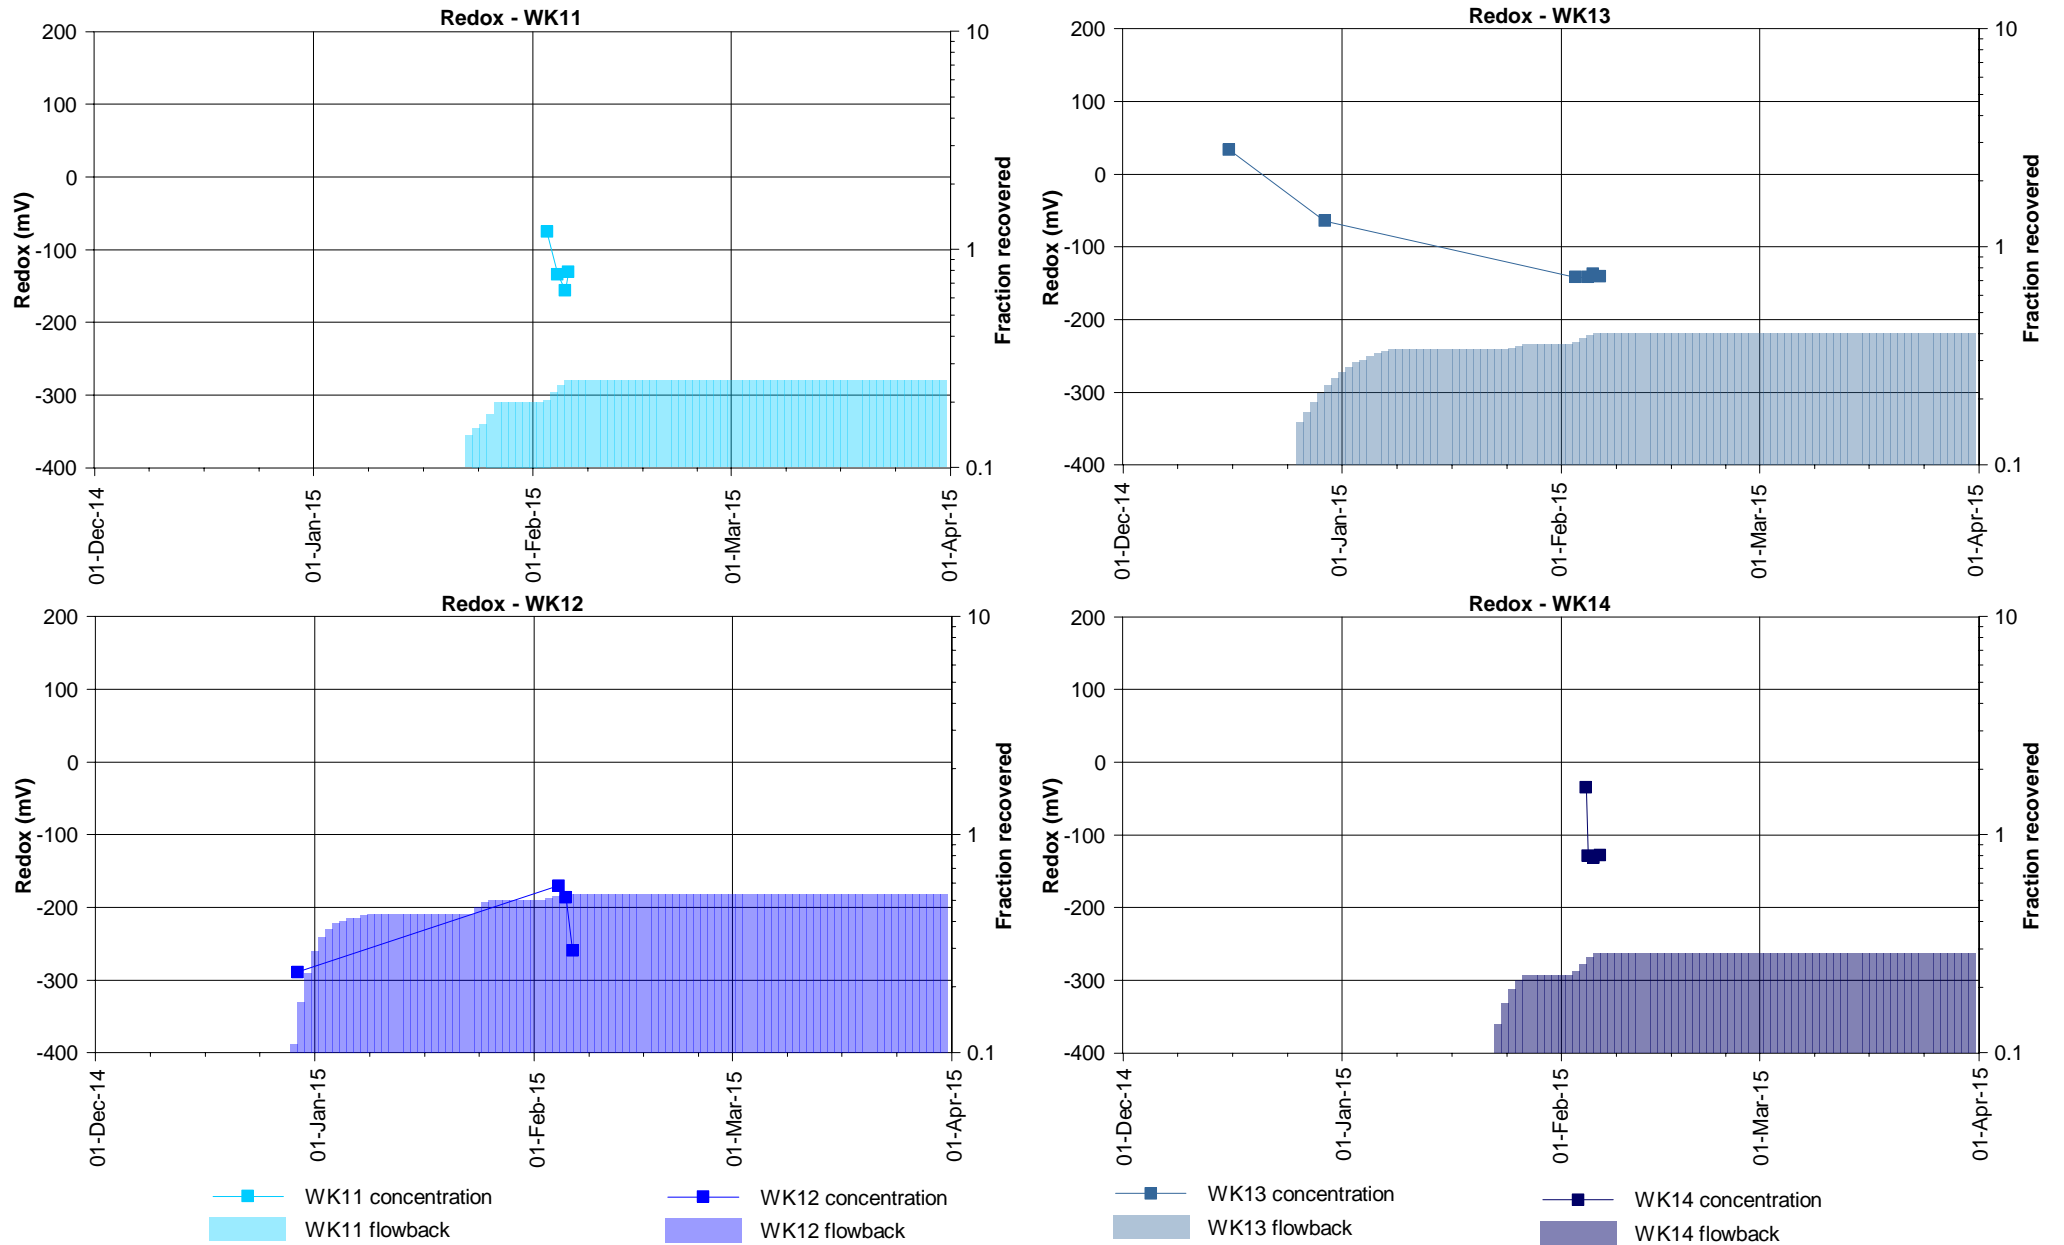 Redox - WK11
200
100
0
-100
-200
-300
-400
Redox (mV)
10
1
0.1
Fraction recovered
01-Dec-14
01-Jan-15
01-Feb-15
01-Mar-15
01-Apr-15
Redox - WK13
200
100
0
-100
-200
-300
-400
Redox (mV)
10
1
0.1
Fraction recovered
01-Dec-14
01-Jan-15
01-Feb-15
01-Mar-15
01-Apr-15
Redox - WK12
200
100
0
-100
-200
-300
-400
Redox (mV)
10
1
0.1
Fraction recovered
01-Dec-14
01-Jan-15
01-Feb-15
01-Mar-15
01-Apr-15
Redox - WK14
200
100
0
-100
-200
-300
-400
Redox (mV)
10
1
0.1
Fraction recovered
01-Dec-14
01-Jan-15
01-Feb-15
01-Mar-15
01-Apr-15
WK11 concentration
WK11 flowback
WK12 concentration
WK12 flowback
WK13 concentration
WK13 flowback
WK14 concentration
WK14 flowback